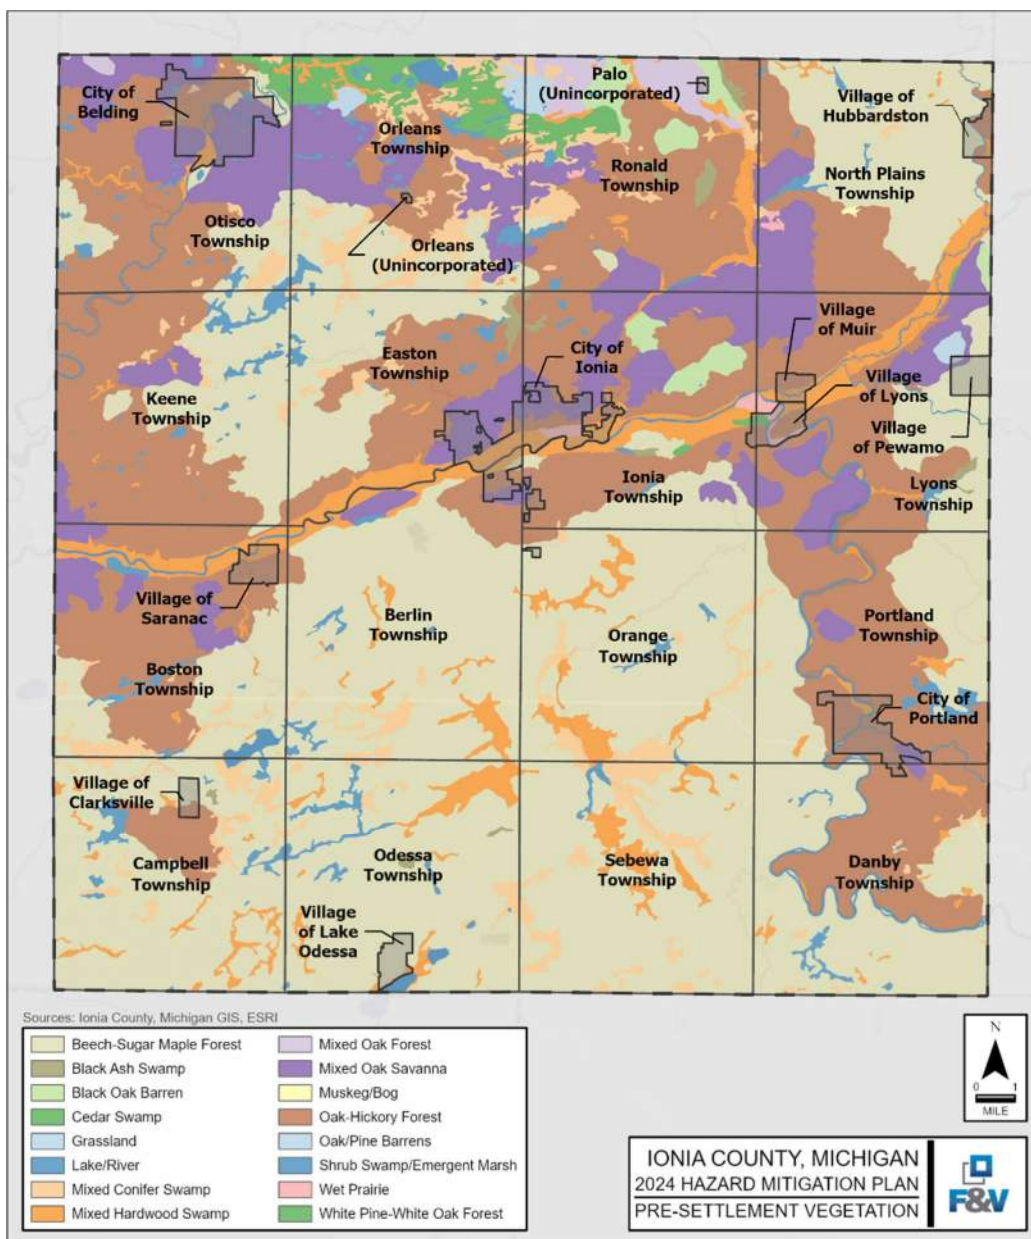 City of
Belding
Orleans
Township
Palo
(Unincorporated)
Village of
Hubbardston
Ronald
Township
North Plains
Township
Otisco
Township
Orleans
(Unincorporated)
Village
of Muir
City of
Ionia
Easton
Township
Keene
Township
Village
of Lyons
Village
of Pewamo
Ionia
Township
Lyons
Township
Village of
Saranac
Berlin
Township
Orange
Township
Portland
Township
Boston
Township
City of
Portland
Village of
Clarksville
Campbell
Township
Odessa
Township
Sebewa
Township
Danby
Township
Village
of Lake
Odessa
Sources: Ionia County, Michigan GIS, ESRI
Beech-Sugar Maple Forest
Black Ash Swamp
Black Oak Barren
Cedar Swamp
Grassland
Lake/River
Mixed Conifer Swamp
Mixed Hardwood Swamp
Mixed Oak Forest
Mixed Oak Savanna
Muskeg/Bog
Oak-Hickory Forest
Oak/Pine Barrens
Shrub Swamp/Emergent Marsh
Wet Prairie
White Pine-White Oak Forest
N
0 1
MILE
IONIA COUNTY, MICHIGAN
2024 HAZARD MITIGATION PLAN
PRE-SETTLEMENT VEGETATION
F&V